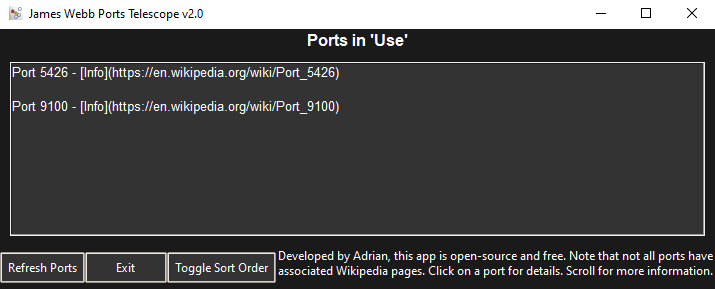 James Webb Ports Telescope v2.0
Ports in 'Use'
Port 5426 - [Info](https://en.wikipedia.org/wiki/Port_5426)
Port 9100 - [Info](https://en.wikipedia.org/wiki/Port_9100)
Refresh Ports
Exit
Toggle Sort Order
Developed by Adrian, this app is open-source and free. Note that not all ports have
associated Wikipedia pages. Click on a port for details. Scroll for more information.